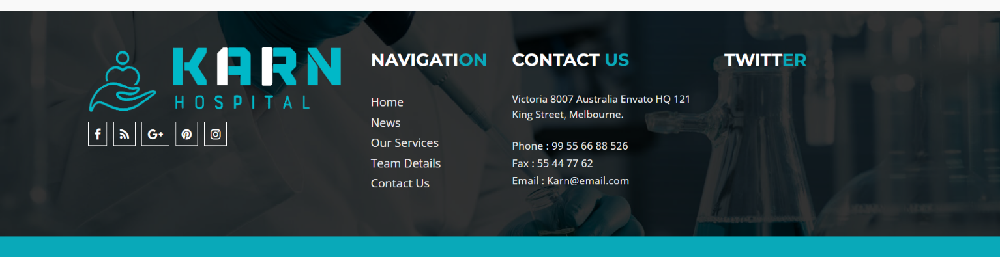 KARN
HOSPITAL
NAVIGATION
Home
News
Our Services
Team Details
Contact Us
CONTACT US
Victoria 8007 Australia Envato HQ 121
King Street, Melbourne.
Phone : 99 55 66 88 526
Fax : 55 44 77 62
Email : Karn@email.com
TWITTER